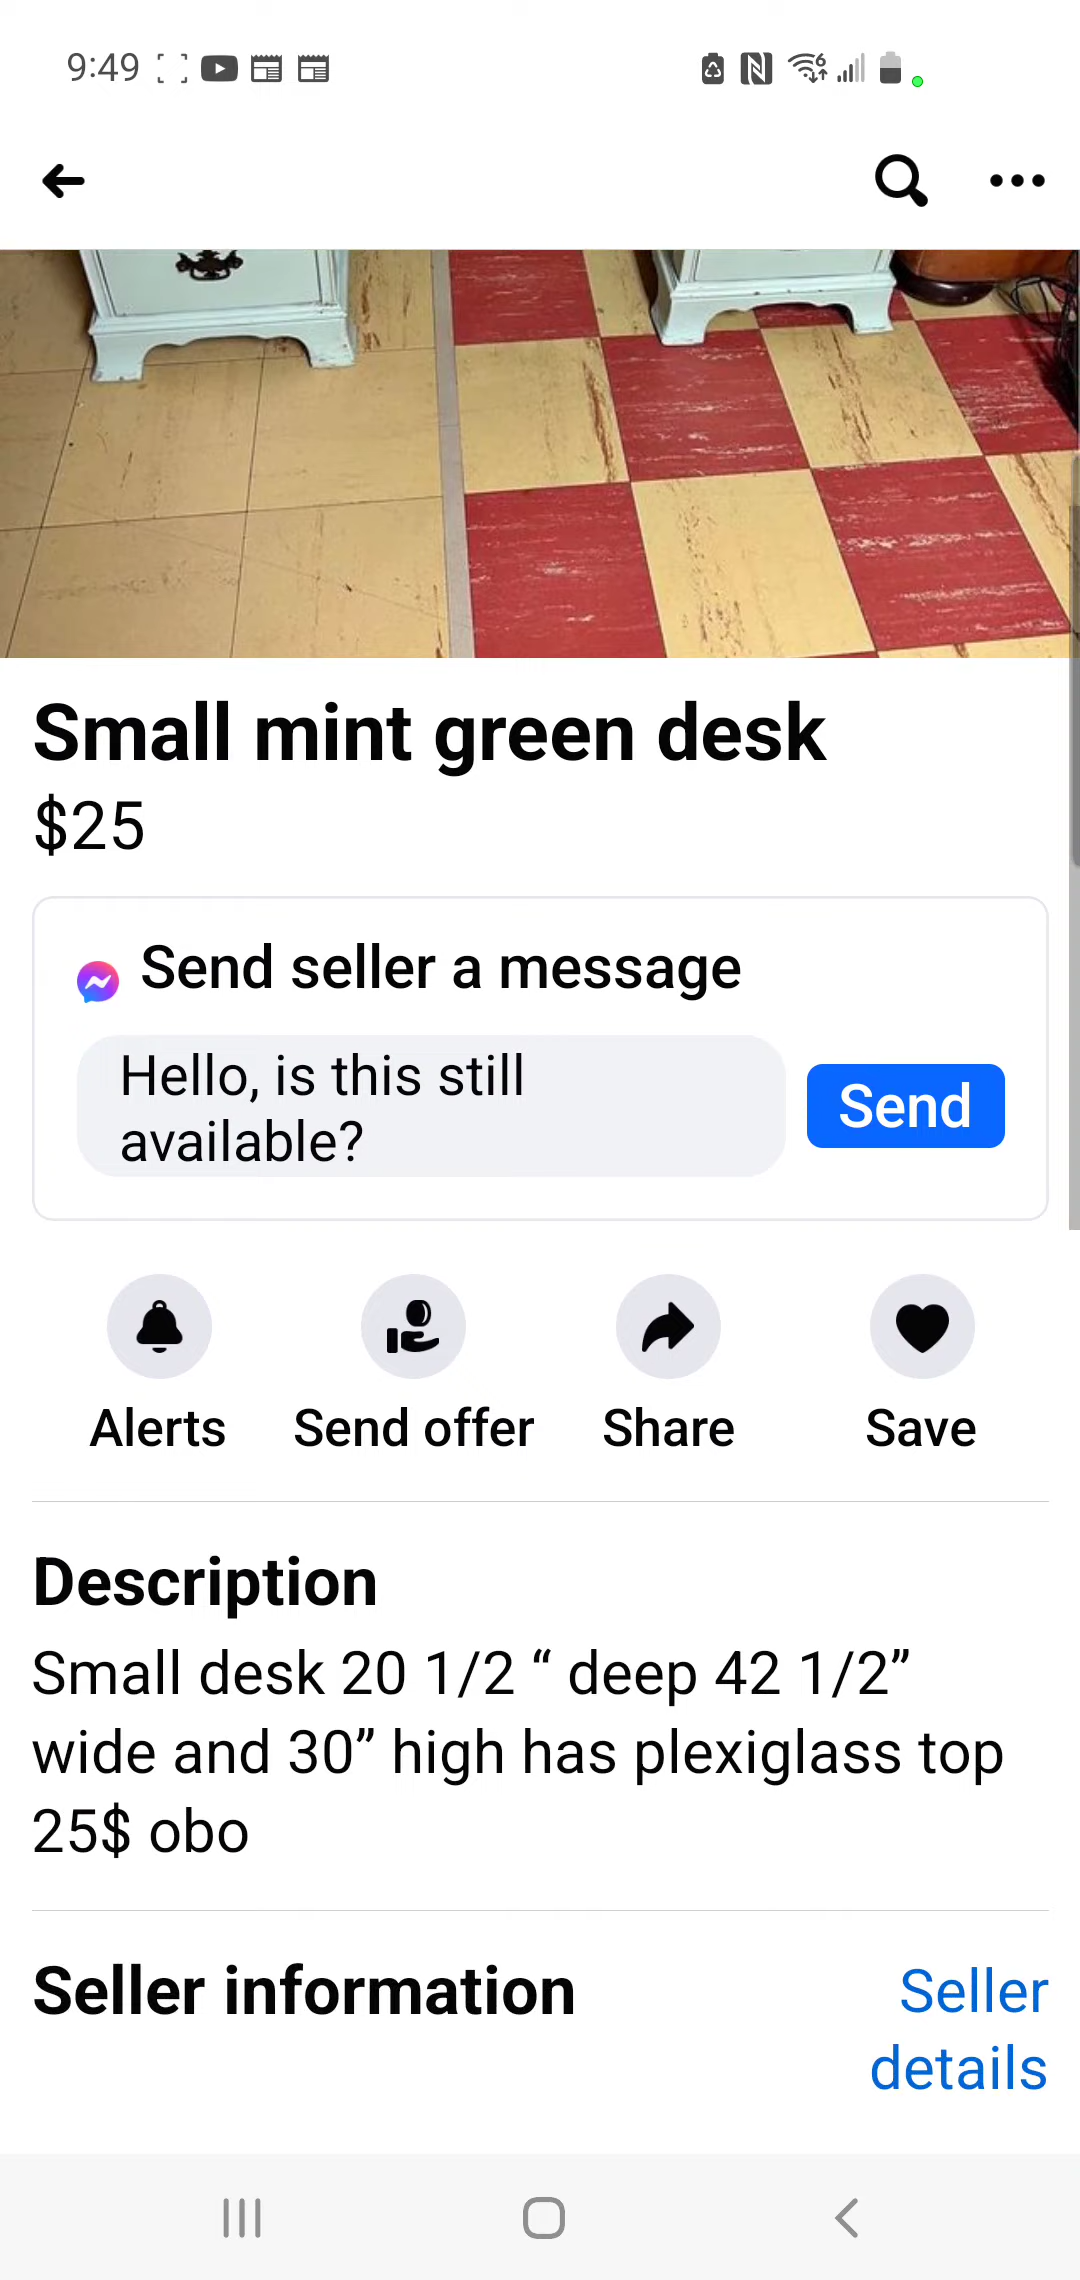 9:49
Small mint green desk
$25
Send seller a message
Hello, is this still
available?
Send
Alerts
Send offer
Share
Save
Description
Small desk 20 1/2 “ deep 42 1/2”
wide and 30” high has plexiglass top
25$ obo
Seller information
Seller
details